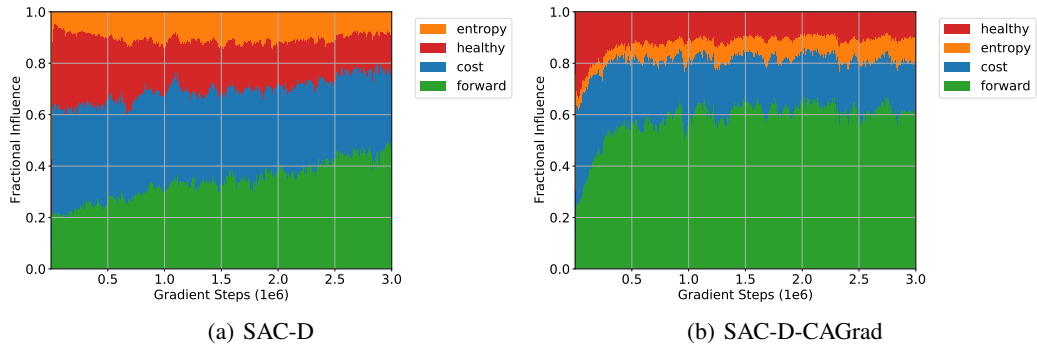 1.0
0.8
0.6
0.4
0.2
0.0
Fractional Influence
0.5 1.0 1.5 2.0 2.5 3.0
Gradient Steps (1e6)
entropy
healthy
cost
forward
(a) SAC-D
1.0
0.8
0.6
0.4
0.2
0.0
Fractional Influence
0.5 1.0 1.5 2.0 2.5 3.0
Gradient Steps (1e6)
healthy
entropy
cost
forward
(b) SAC-D-CAGrad